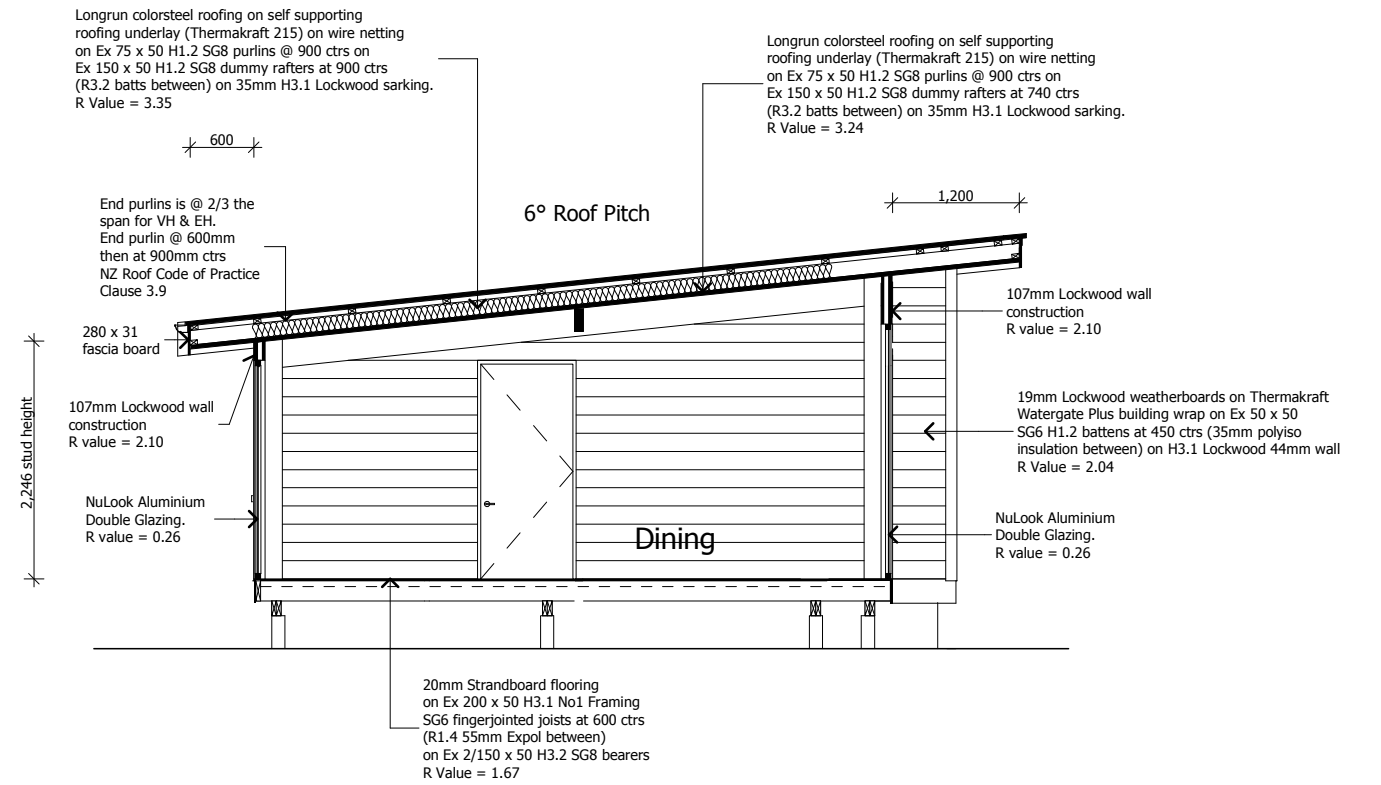 Longrun colorsteel roofing on self supporting
roofing underlay (Thermakraft 215) on wire netting
on Ex 75 x 50 H1.2 SG8 purlins @ 900 ctrs on
Ex 150 x 50 H1.2 SG8 dummy rafters at 900 ctrs
(R3.2 batts between) on 35mm H3.1 Lockwood sarking.
R Value = 3.35
Longrun colorsteel roofing on self supporting
roofing underlay (Thermakraft 215) on wire netting
on Ex 75 x 50 H1.2 SG8 purlins @ 900 ctrs on
Ex 150 x 50 H1.2 SG8 dummy rafters at 740 ctrs
(R3.2 batts between) on 35mm H3.1 Lockwood sarking.
R Value = 3.24
600
End purlins is @ 2/3 the
span for VH & EH.
End purlin @ 600mm
then at 900mm ctrs
NZ Roof Code of Practice
Clause 3.9
6° Roof Pitch
1,200
280 x 31
fascia board
107mm Lockwood wall
construction
R value = 2.10
107mm Lockwood wall
construction
R value = 2.10
2,246 stud height
19mm Lockwood weatherboards on Thermakraft
Watergate Plus building wrap on Ex 50 x 50
SG6 H1.2 battens at 450 ctrs (35mm polyiso
insulation between) on H3.1 Lockwood 44mm wall
R Value = 2.04
NuLook Aluminium
Double Glazing.
R value = 0.26
Dining
NuLook Aluminium
Double Glazing.
R value = 0.26
20mm Strandboard flooring
on Ex 200 x 50 H3.1 No1 Framing
SG6 fingerjointed joists at 600 ctrs
(R1.4 55mm Expol between)
on Ex 2/150 x 50 H3.2 SG8 bearers
R Value = 1.67